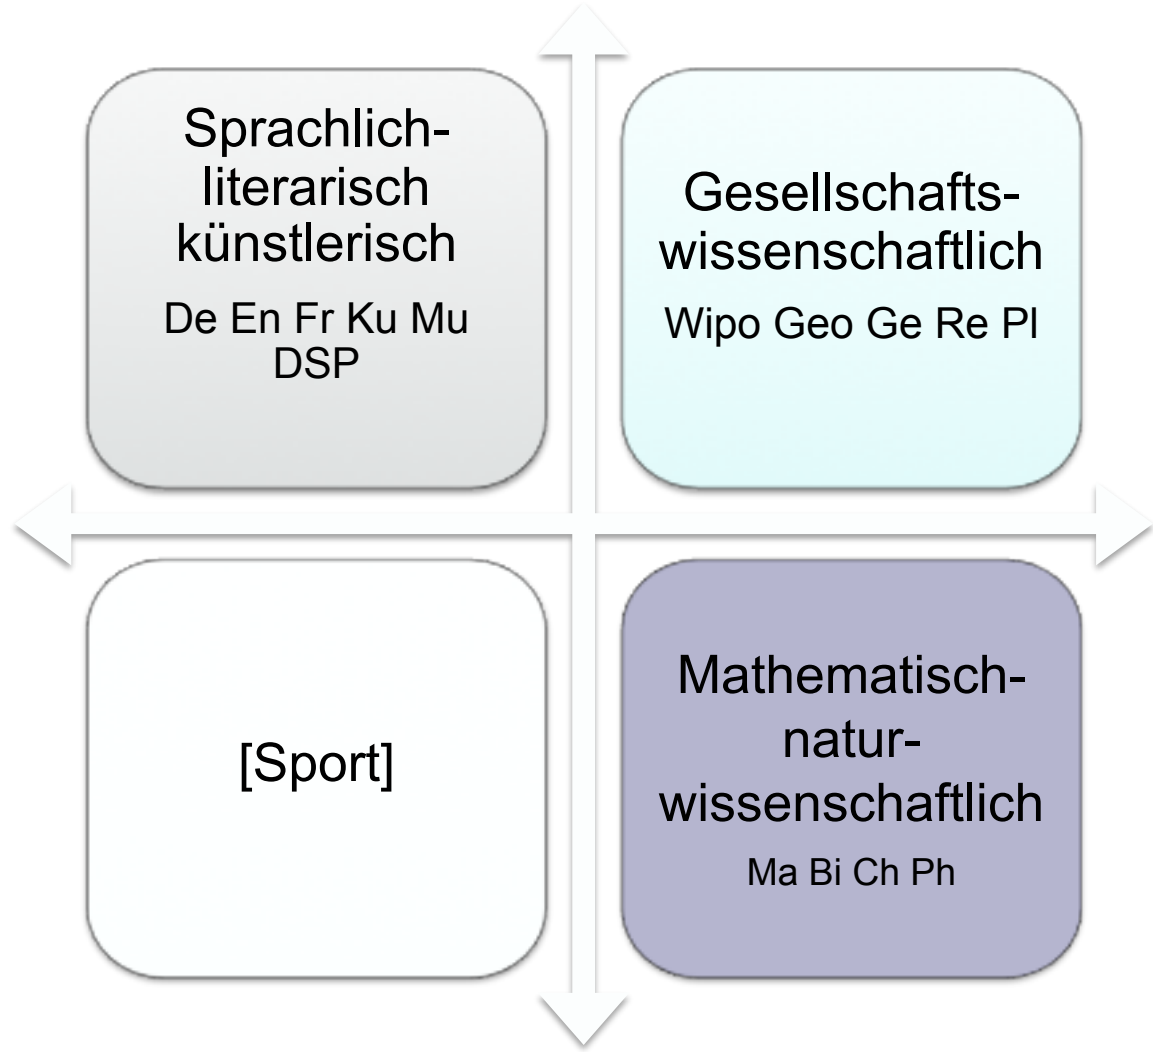 Sprachlich-
literarisch
künstlerisch
De En Fr Ku Mu
DSP
Gesellschafts-
wissenschaftlich
Wipo Geo Ge Re Pl
[Sport]
Mathematisch-
natur-
wissenschaftlich
Ma Bi Ch Ph